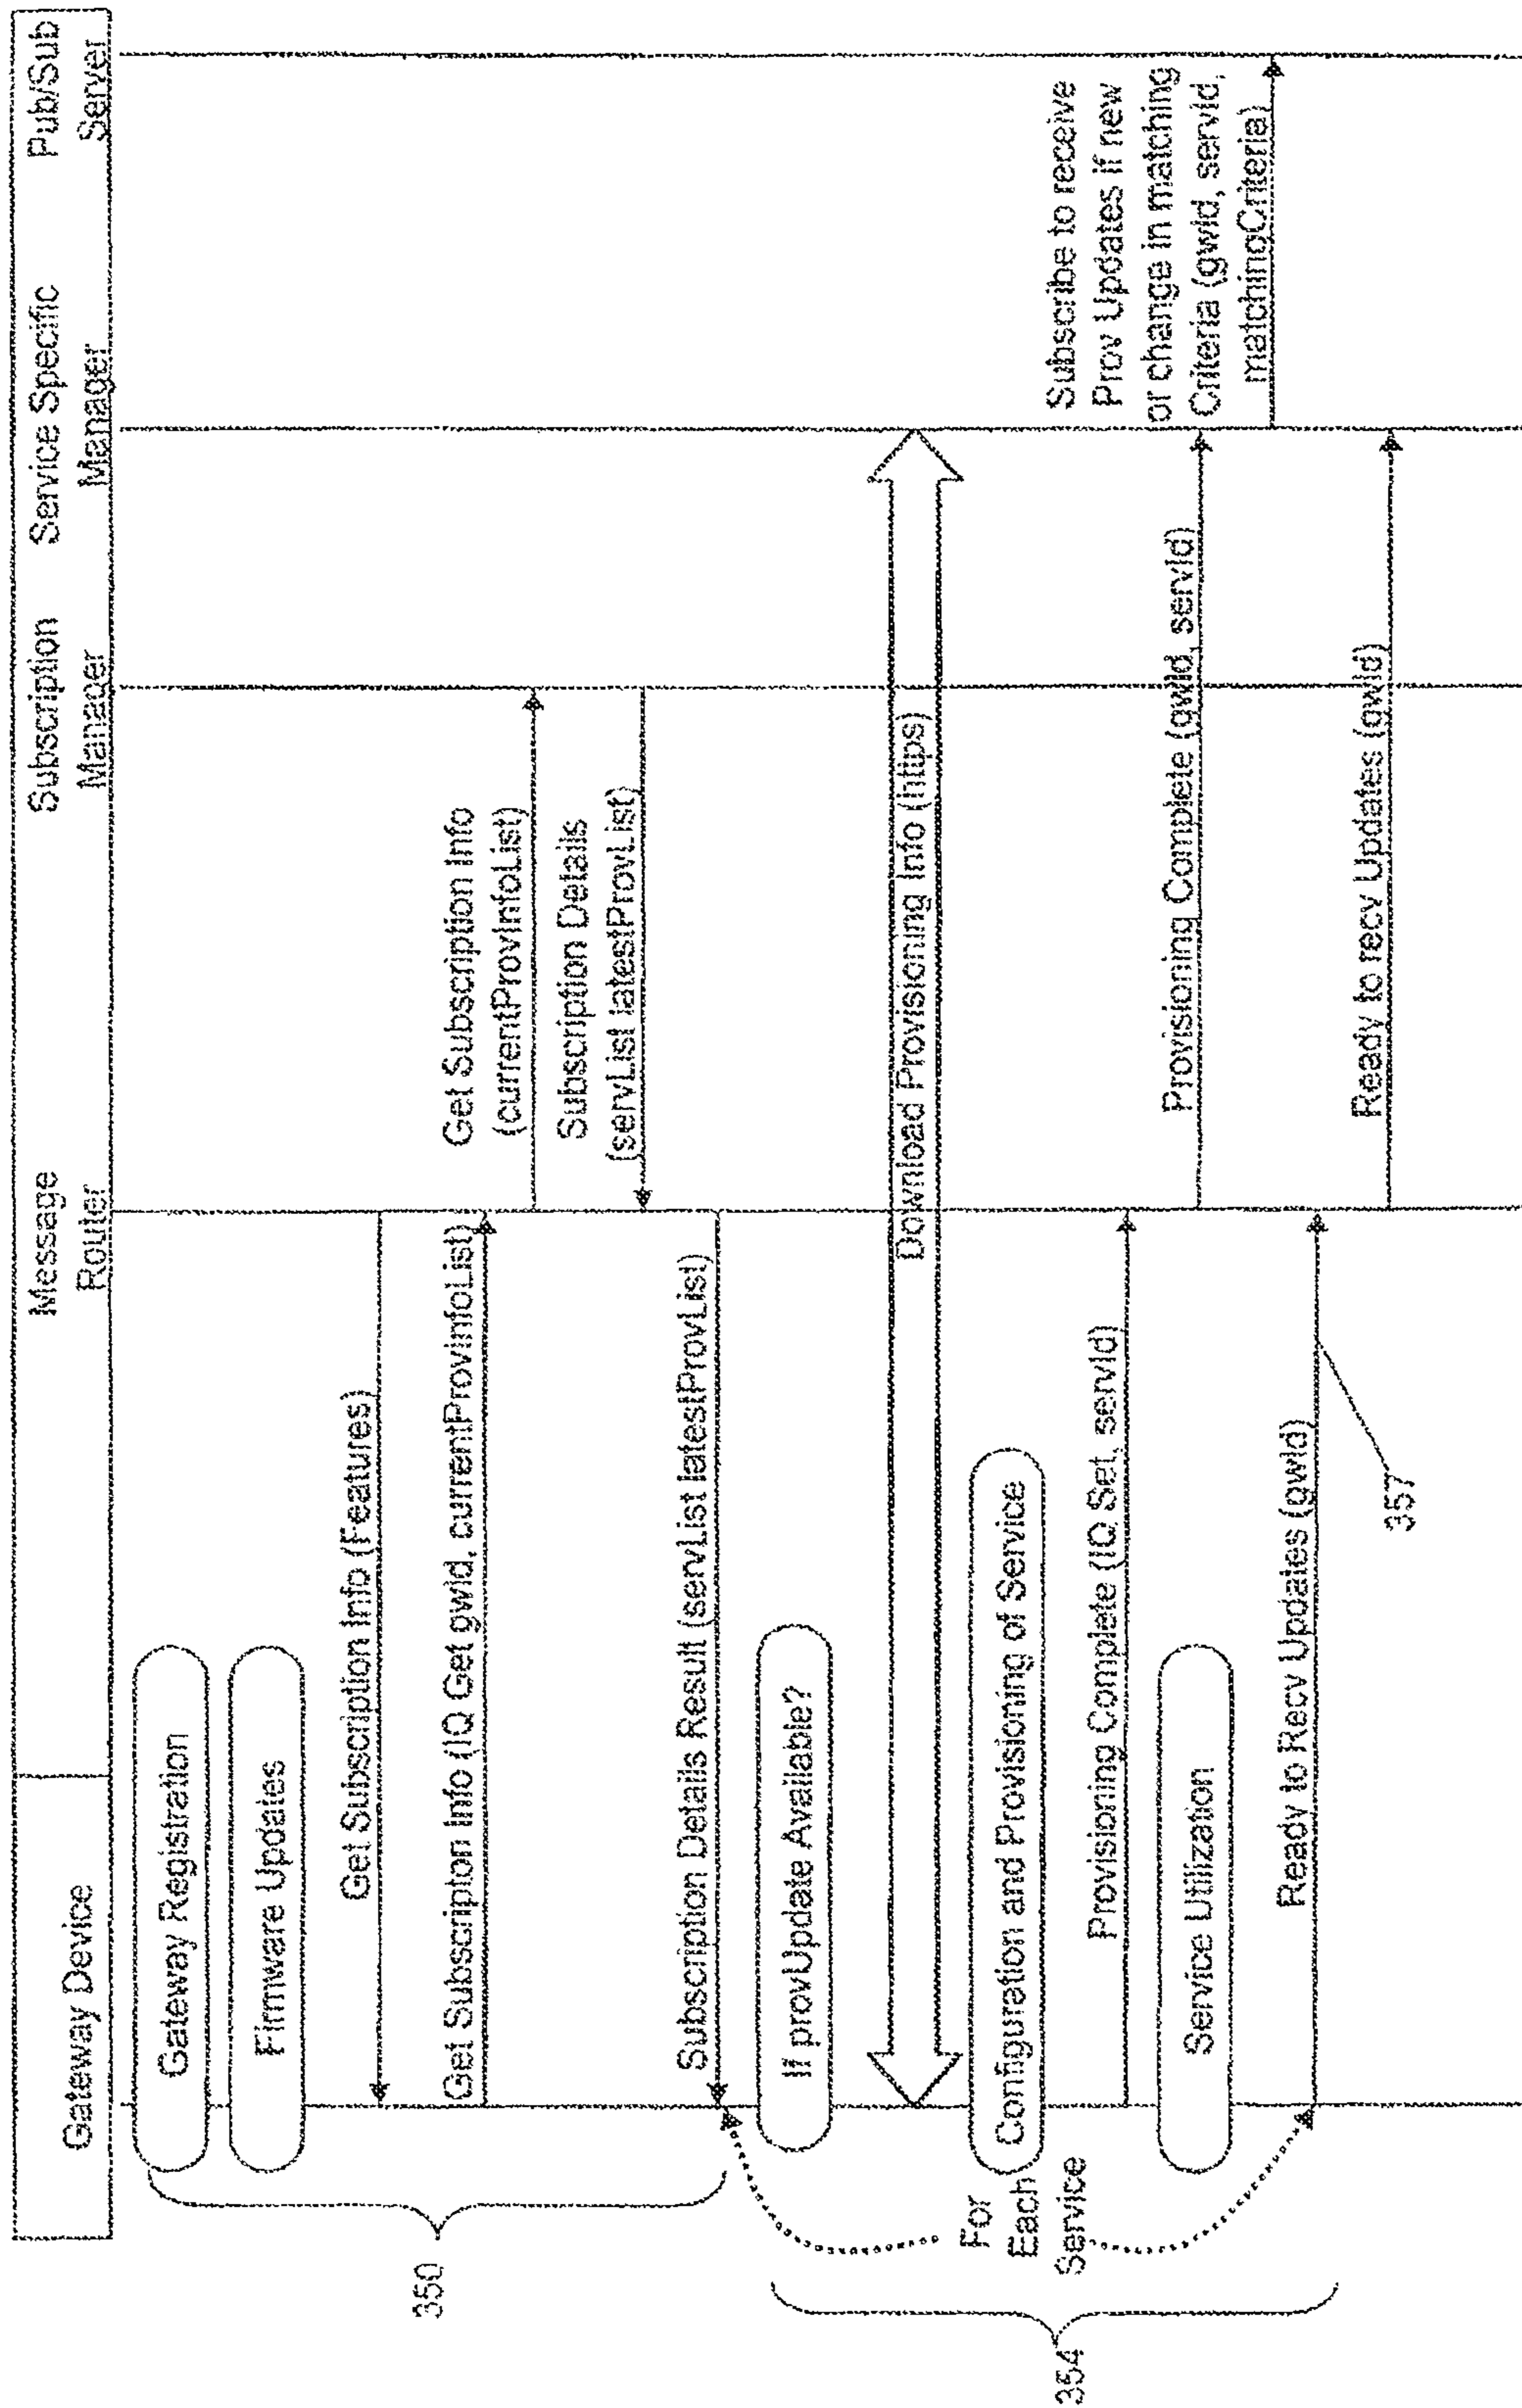 Gateway Device
Message
Router
Subscription
Manager
Service Specific
Manager
Pub/Sub
Server
Gateway Registration
Firmware Updates
Get Subscription Info (Features)
Get Subscripton Info (IQ Get gwId, currentProvInfoList)
Get Subscription Info
(currentProvInfoList)
Subscription Details
(servList latestProvList)
Subscription Details Result (servList latestProvList)
350
If provUpdate Available?
Download Provisioning Info (https)
For
Each
Service
Configuration and Provisioning of Service
Provisioning Complete (IQ Set, servId)
Provisioning Complete (gwId, servId)
Subscribe to receive
Prov Updates if new
or change in matching
Criteria (gwId, servId,
matchingCriteria)
Service Utilization
Ready to Recv Updates (gwId)
Ready to recv Updates (gwId)
354
357